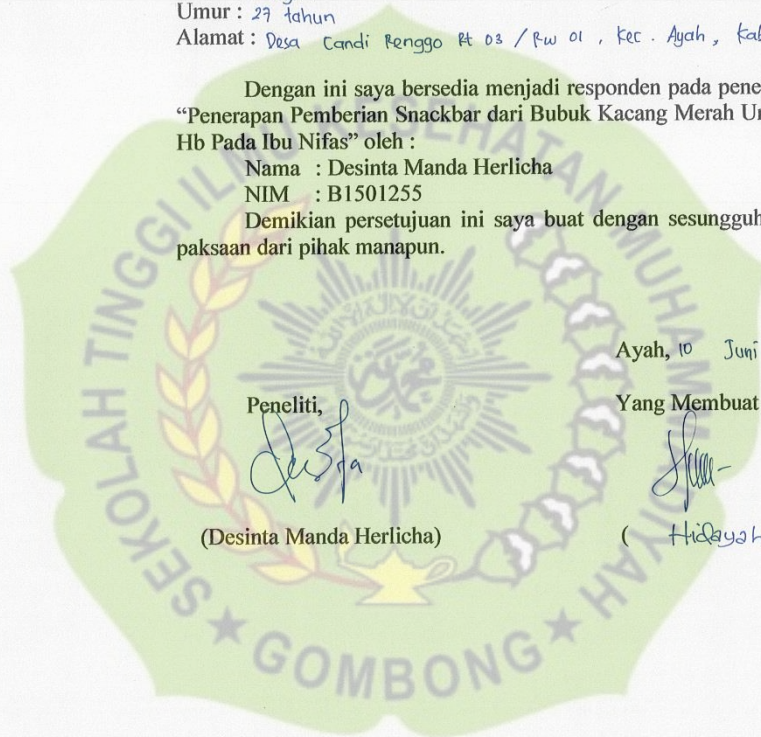 Umur : 27 tahun
Alamat : Desa Candi Renggo Rt 03 / Rw 01 , Kec . Ayah , Kab
Dengan ini saya bersedia menjadi responden pada pene
“Penerapan Pemberian Snackbar dari Bubuk Kacang Merah Un
Hb Pada Ibu Nifas” oleh :
Nama : Desinta Manda Herlicha
NIM : B1501255
Demikian persetujuan ini saya buat dengan sesungguh
paksaan dari pihak manapun.
Ayah, 10 Juni
Peneliti,
Yang Membuat
(Desinta Manda Herlicha)
( Hidayah
SEKOLAH TINGGI ILMU KESEHATAN MUHAMMADIYAH
★ GOMBONG ★